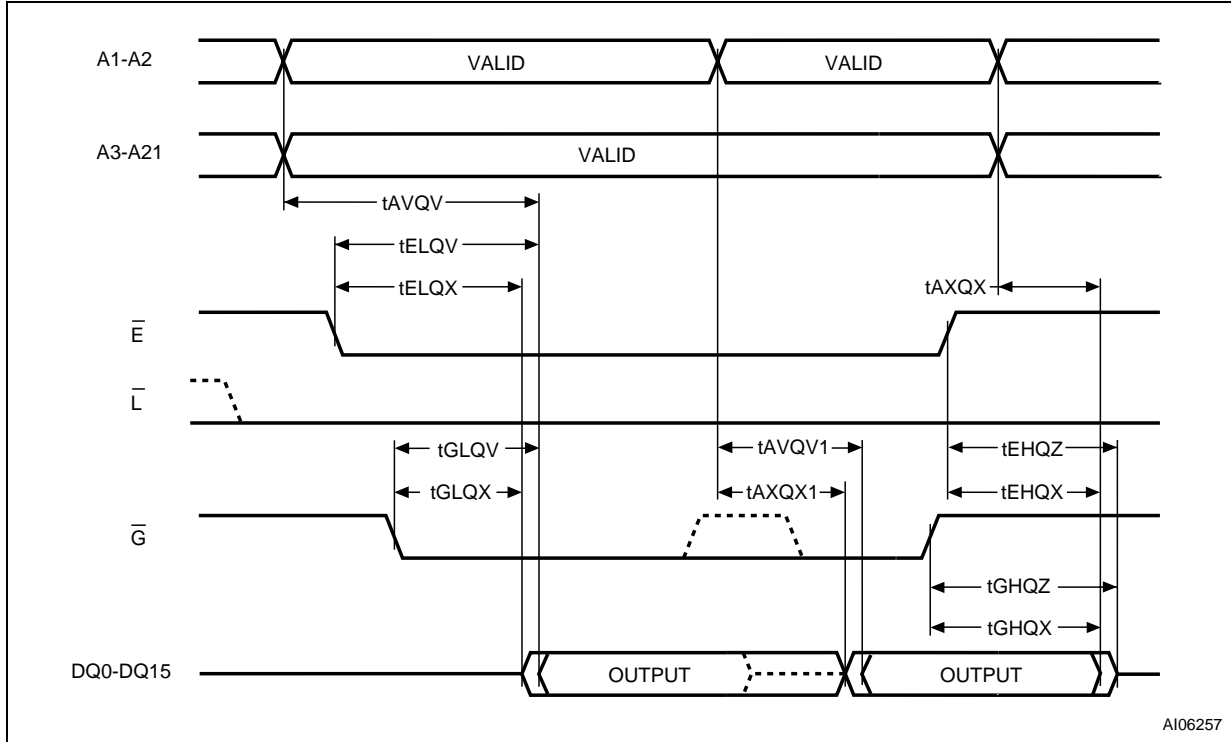 A1-A2
VALID
VALID
A3-A21
VALID
tAVQV
tELQV
tELQX
tAXQX
E̅
L̅
tGLQV
tAVQV1
tEHQZ
tGLQX
tAXQX1
tEHQX
G̅
tGHQZ
tGHQX
DQ0-DQ15
OUTPUT
OUTPUT
AI06257